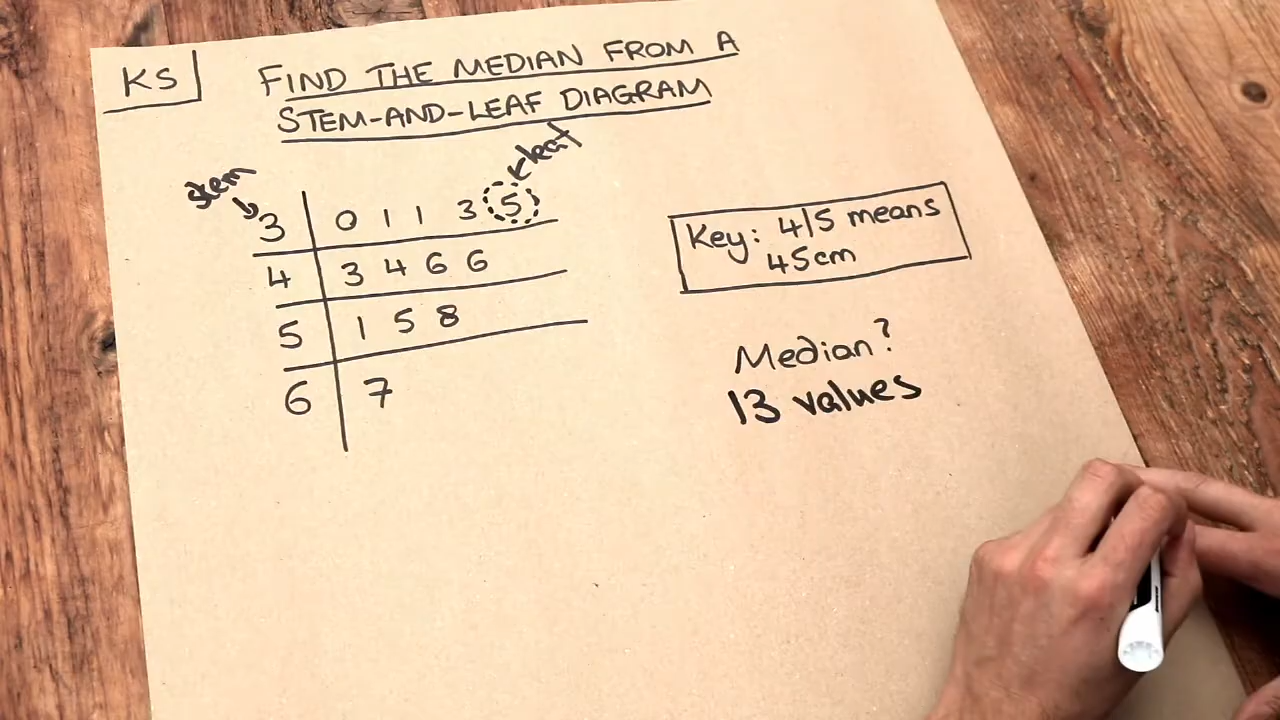 KS
FIND THE MEDIAN FROM A
STEM-AND-LEAF DIAGRAM
stem
leaf
3 0 1 1 3 5
4 3 4 6 6
5 1 5 8
6 7
Key: 4|5 means
45cm
Median?
13 values